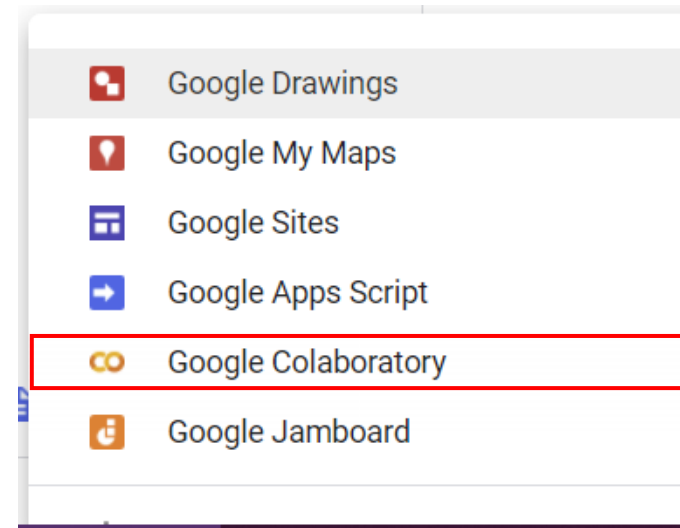 Google Drawings
Google My Maps
Google Sites
Google Apps Script
Google Colaboratory
Google Jamboard